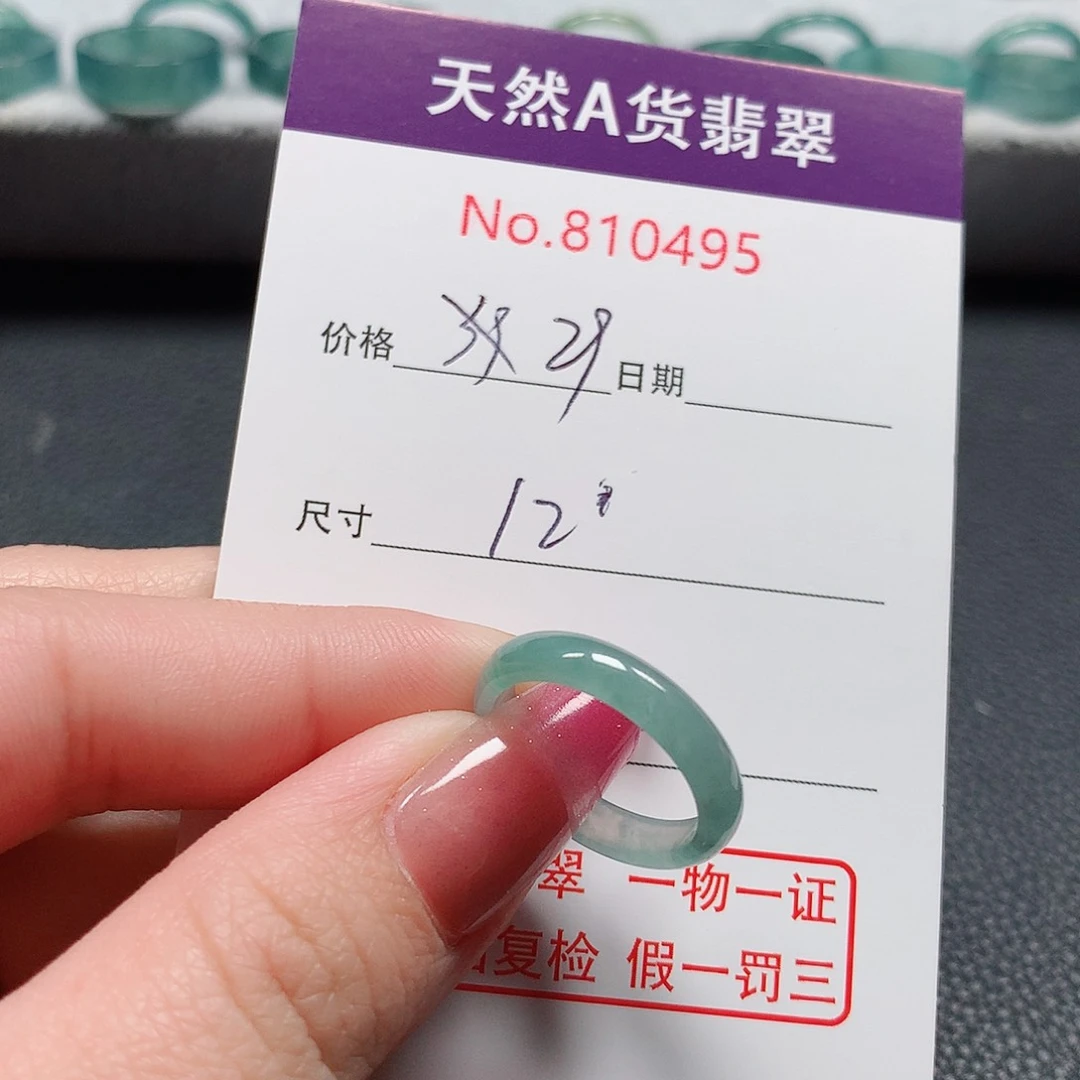 天然A货翡翠
No.810495
价格 29 日期
尺寸 12
翠 一物一证
复检 假一罚三